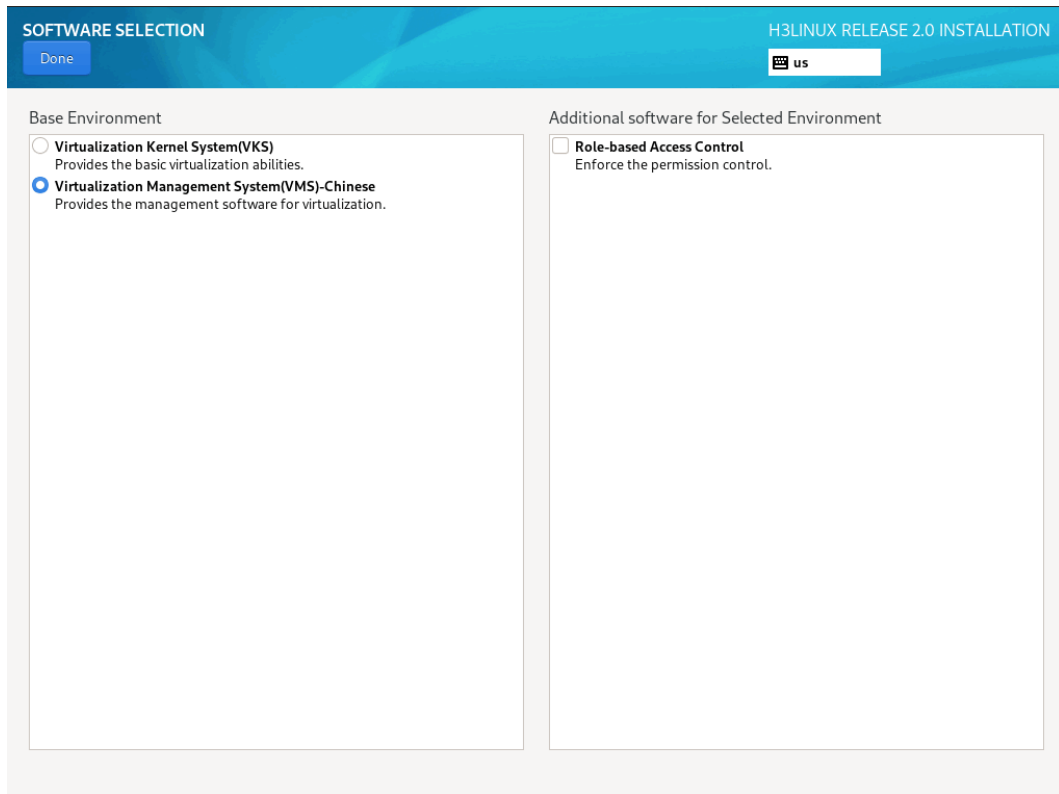 SOFTWARE SELECTION
Done
H3LINUX RELEASE 2.0 INSTALLATION
us
Base Environment
Virtualization Kernel System(VKS)
Provides the basic virtualization abilities.
Virtualization Management System(VMS)-Chinese
Provides the management software for virtualization.
Additional software for Selected Environment
Role-based Access Control
Enforce the permission control.